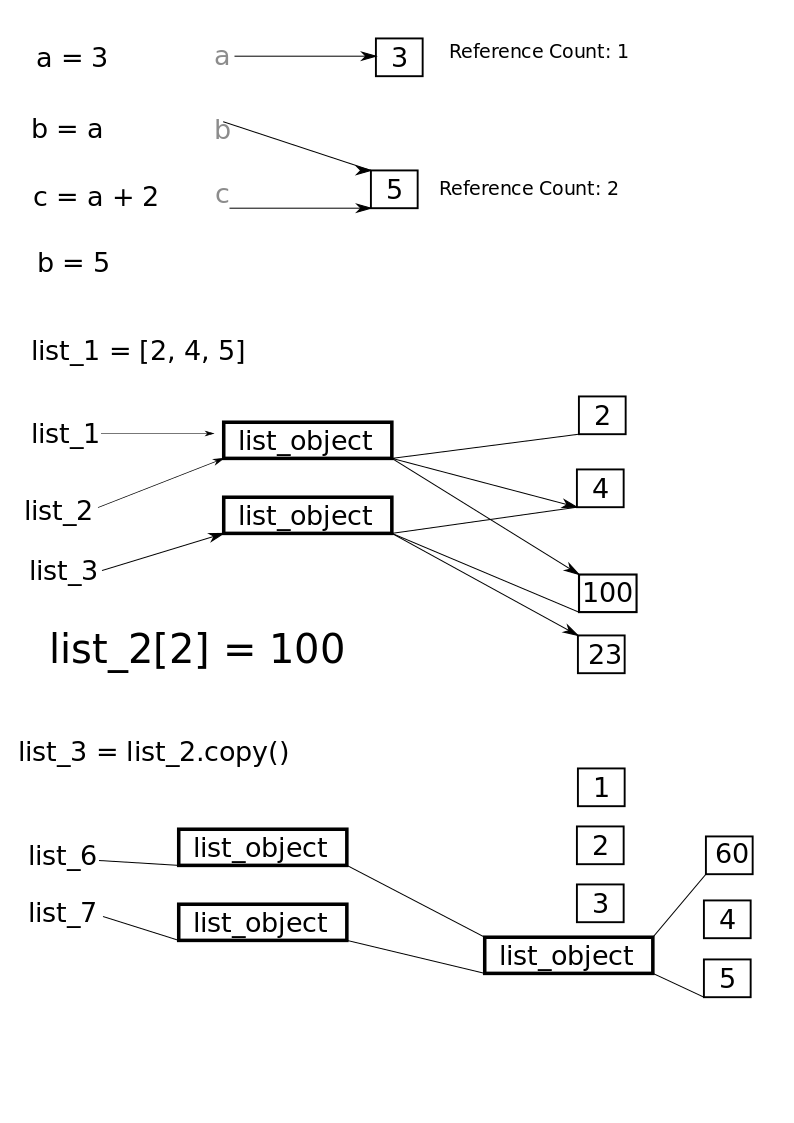 a = 3
a
3
Reference Count: 1
b = a
b
c = a + 2
c
5
Reference Count: 2
b = 5
list_1 = [2, 4, 5]
2
list_1
list_object
4
list_2
list_object
list_3
100
list_2[2] = 100
23
list_3 = list_2.copy()
1
list_6
list_object
2
60
3
list_7
list_object
4
list_object
5